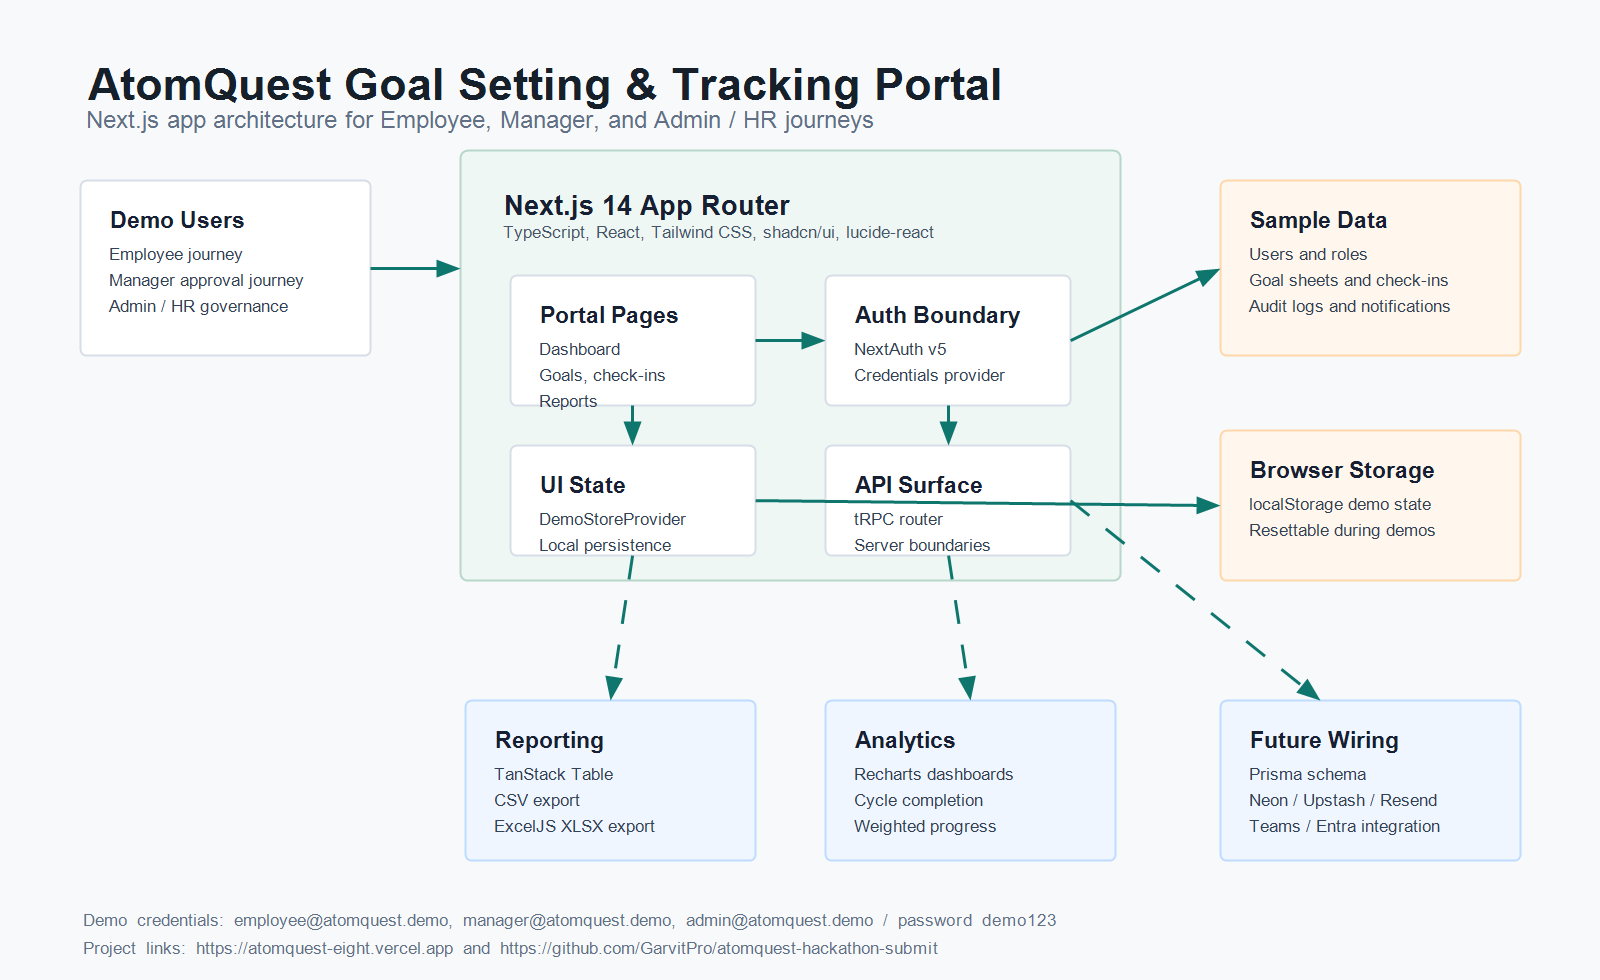 AtomQuest Goal Setting & Tracking Portal
Next.js app architecture for Employee, Manager, and Admin / HR journeys
Demo Users
Employee journey
Manager approval journey
Admin / HR governance
Next.js 14 App Router
TypeScript, React, Tailwind CSS, shadcn/ui, lucide-react
Portal Pages
Dashboard
Goals, check-ins
Reports
Auth Boundary
NextAuth v5
Credentials provider
UI State
DemoStoreProvider
Local persistence
API Surface
tRPC router
Server boundaries
Sample Data
Users and roles
Goal sheets and check-ins
Audit logs and notifications
Browser Storage
localStorage demo state
Resettable during demos
Reporting
TanStack Table
CSV export
ExcelJS XLSX export
Analytics
Recharts dashboards
Cycle completion
Weighted progress
Future Wiring
Prisma schema
Neon / Upstash / Resend
Teams / Entra integration
Demo credentials: employee@atomquest.demo, manager@atomquest.demo, admin@atomquest.demo / password demo123
Project links: https://atomquest-eight.vercel.app and https://github.com/GarvitPro/atomquest-hackathon-submit